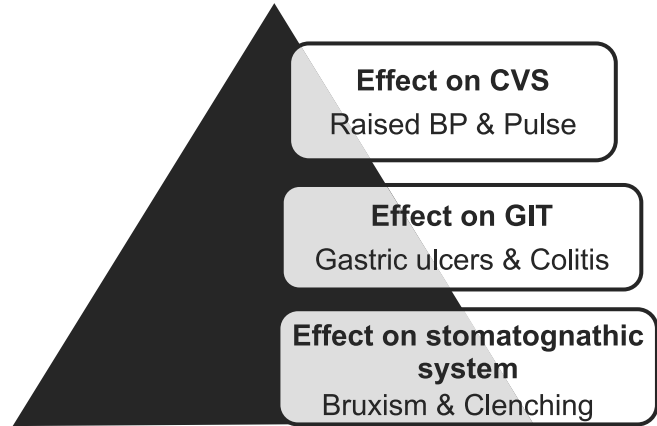 Effect on CVS
Raised BP & Pulse
Effect on GIT
Gastric ulcers & Colitis
Effect on stomatognathic
system
Bruxism & Clenching